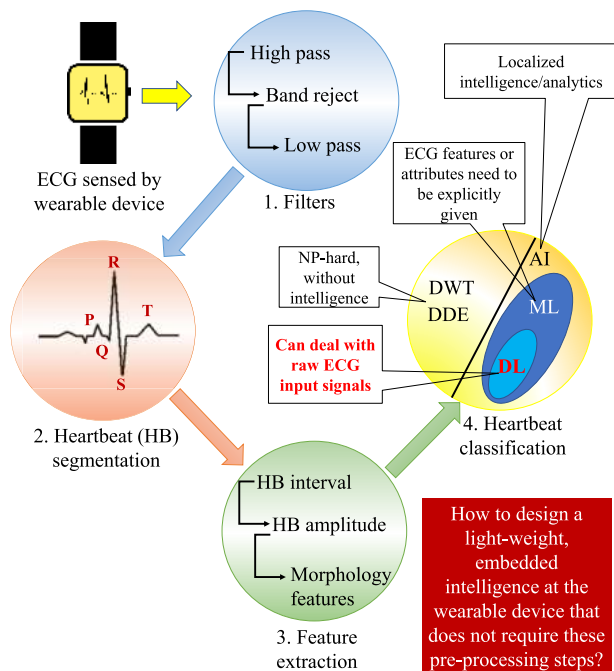 High pass
Band reject
Low pass
ECG sensed by
wearable device
1. Filters
Localized
intelligence/analytics
ECG features or
attributes need to
be explicitly
given
NP-hard,
without
intelligence
AI
DWT
DDE
ML
Can deal with
raw ECG
input signals
DL
4. Heartbeat
classification
R
P
T
Q
S
2. Heartbeat (HB)
segmentation
HB interval
HB amplitude
Morphology
features
3. Feature
extraction
How to design a
light-weight,
embedded
intelligence at the
wearable device that
does not require these
pre-processing steps?